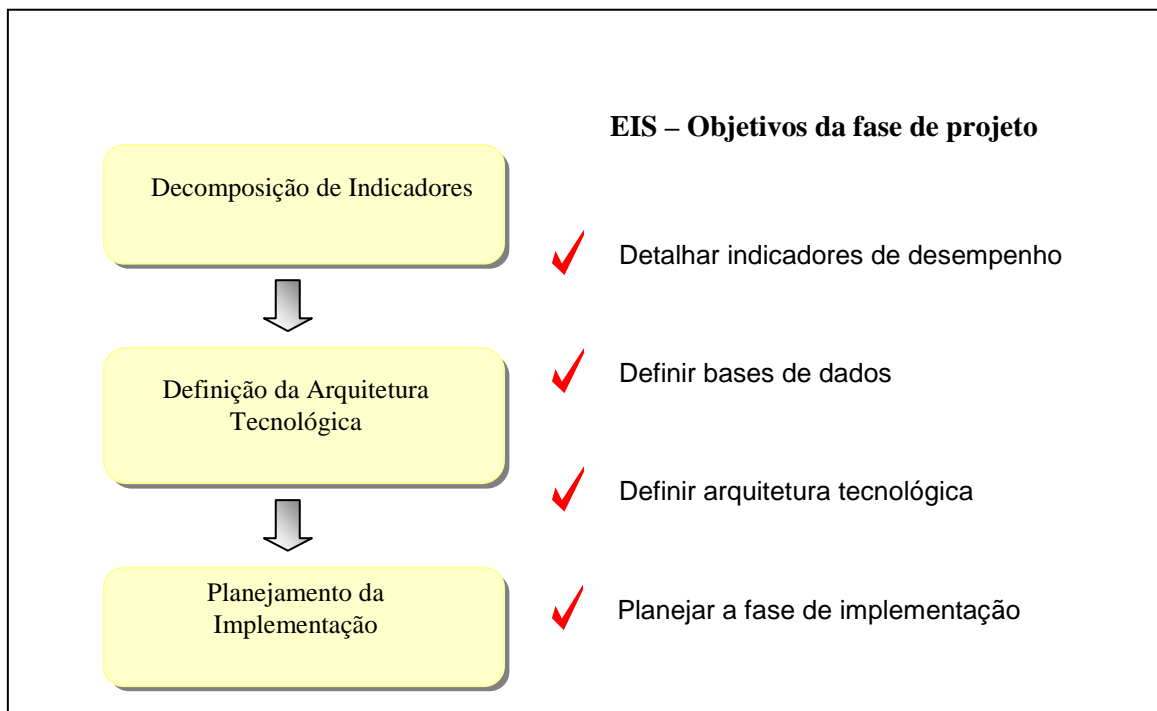 EIS – Objetivos da fase de projeto
Decomposição de Indicadores
Detalhar indicadores de desempenho
Definição da Arquitetura
Tecnológica
Definir bases de dados
Definir arquitetura tecnológica
Planejamento da
Implementação
Planejar a fase de implementação